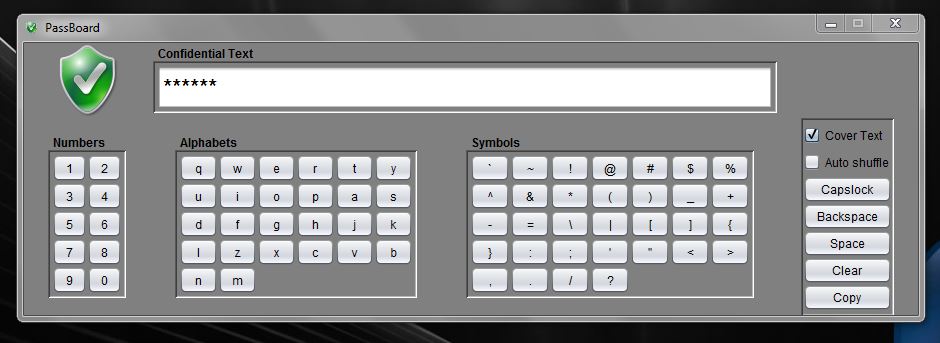 PassBoard
Confidential Text
******
Numbers
1 2
3 4
5 6
7 8
9 0
Alphabets
q w e r t y
u i o p a s
d f g h j k
l z x c v b
n m
Symbols
` ~ ! @ # $ %
^ & * ( ) _ +
- = \ | [ ] {
} : ; ' " < >
, . / ?
Cover Text
Auto shuffle
Capslock
Backspace
Space
Clear
Copy